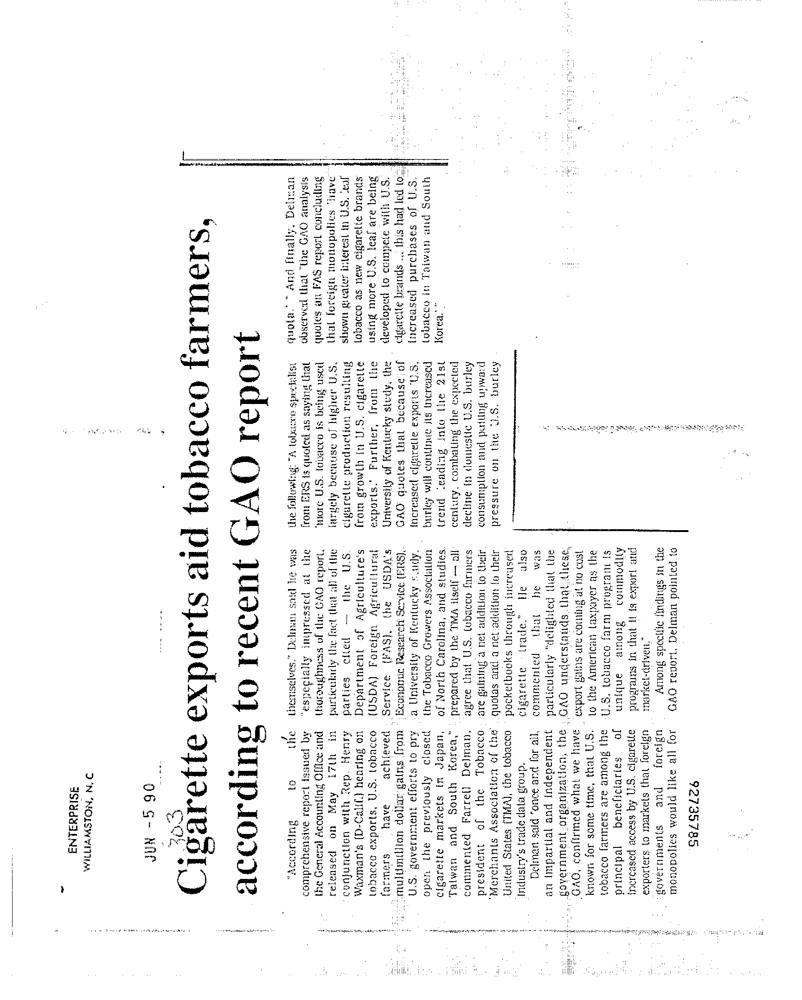 ENTERPRISE
WILLIAMSTON, N. C
JUN -5 90
303
Cigarette exports aid tobacco farmers,
according to recent GAO report
"According to the
comprehensive report issued by
the General Accounting Office and
released on May 17th in
conjunction with Rep. Henry
Waxman's (D-Calif.) hearing on
tobacco exports, U.S. tobacco
farmers have achieved
multimillion dollar gains from
U.S. government efforts to pry
open the previously closed
cigarette markets in Japan,
Taiwan and South Korea,"
commented Farrell Delman,
president of the Tobacco
Merchants Association of the
United States (TMA), the tobacco
industry's trade data group.
Delman said "once and for all,
an impartial and independent
government organization, the
GAO, confirmed what we have
known for some time, that U.S.
tobacco farmers are among the
principal beneficiaries of
increased access by U.S. cigarette
exporters to markets that foreign
governments and foreign
monopolies would like all for
themselves." Delman said he was
"especially impressed at the
thoroughness of the GAO report,
particularly the fact that all of the
parties cited — the U.S.
Department of Agriculture's
(USDA) Foreign Agricultural
Service (FAS), the USDA's
Economic Research Service (ERS),
a University of Kentucky study,
the Tobacco Growers Association
of North Carolina, and studies
prepared by the TMA itself — all
agree that U.S. tobacco farmers
are gaining a net addition to their
quotas and a net addition to their
pocketbooks through increased
cigarette trade." He also
commented that he was
particularly "delighted that the
GAO understands that these
export gains are coming at no cost
to the American taxpayer as the
U.S. tobacco farm program is
unique among commodity
programs in that it is export and
market-driven."
Among specific findings in the
GAO report, Delman pointed to
the following: "A tobacco specialist
from ERS is quoted as saying that
'more U.S. tobacco is being used
largely because of higher U.S.
cigarette production resulting
from growth in U.S. cigarette
exports.' Further, from the
University of Kentucky study, the
GAO quotes that because of
increased cigarette exports 'U.S.
burley will continue its increased
trend leading into the 21st
century, combating the expected
decline in domestic U.S. burley
consumption and putting upward
pressure on the U.S. burley
quota.' " And finally, Delman
observed that "the GAO analysis
quotes an FAS report concluding
that foreign monopolies 'have
shown greater interest in U.S. leaf
tobacco as new cigarette brands
using more U.S. leaf are being
developed to compete with U.S.
cigarette brands ... this had led to
increased purchases of U.S.
tobacco in Taiwan and South
Korea.' "
92735785